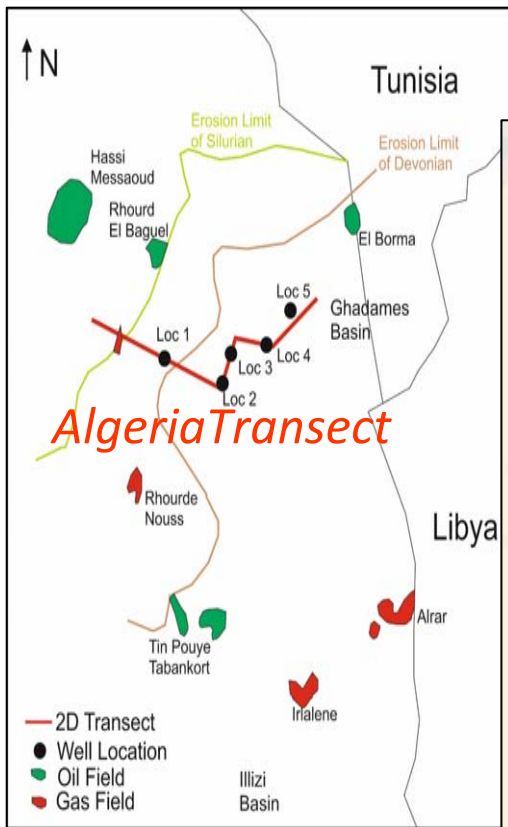 N
Tunisia
Erosion Limit
of Silurian
Erosion Limit
of Devonian
Hassi
Messaoud
Rhourd
El Baguel
El Borma
Loc 5
Ghadames
Basin
Loc 1
Loc 4
Loc 3
Loc 2
AlgeriaTransect
Rhourde
Nouss
Libya
Alrar
Tin Pouye
Tabankort
Irlalene
2D Transect
Well Location
Oil Field
Gas Field
Illizi
Basin